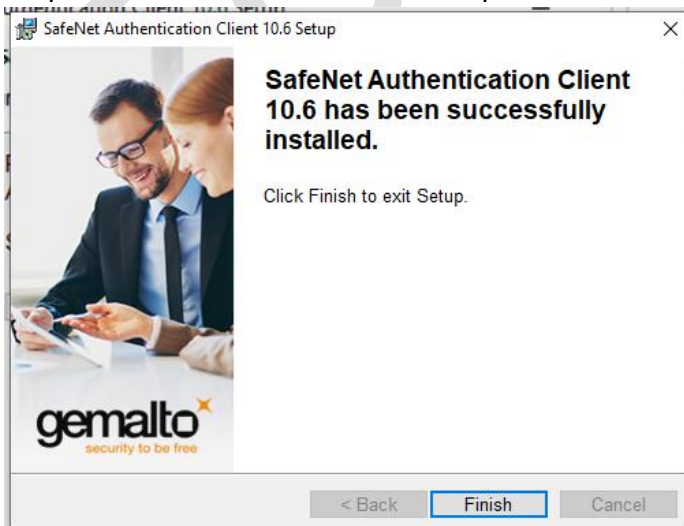 SafeNet Authentication Client 10.6 Setup
SafeNet Authentication Client
10.6 has been successfully
installed.
Click Finish to exit Setup.
gemalto
security to be free
< Back
Finish
Cancel